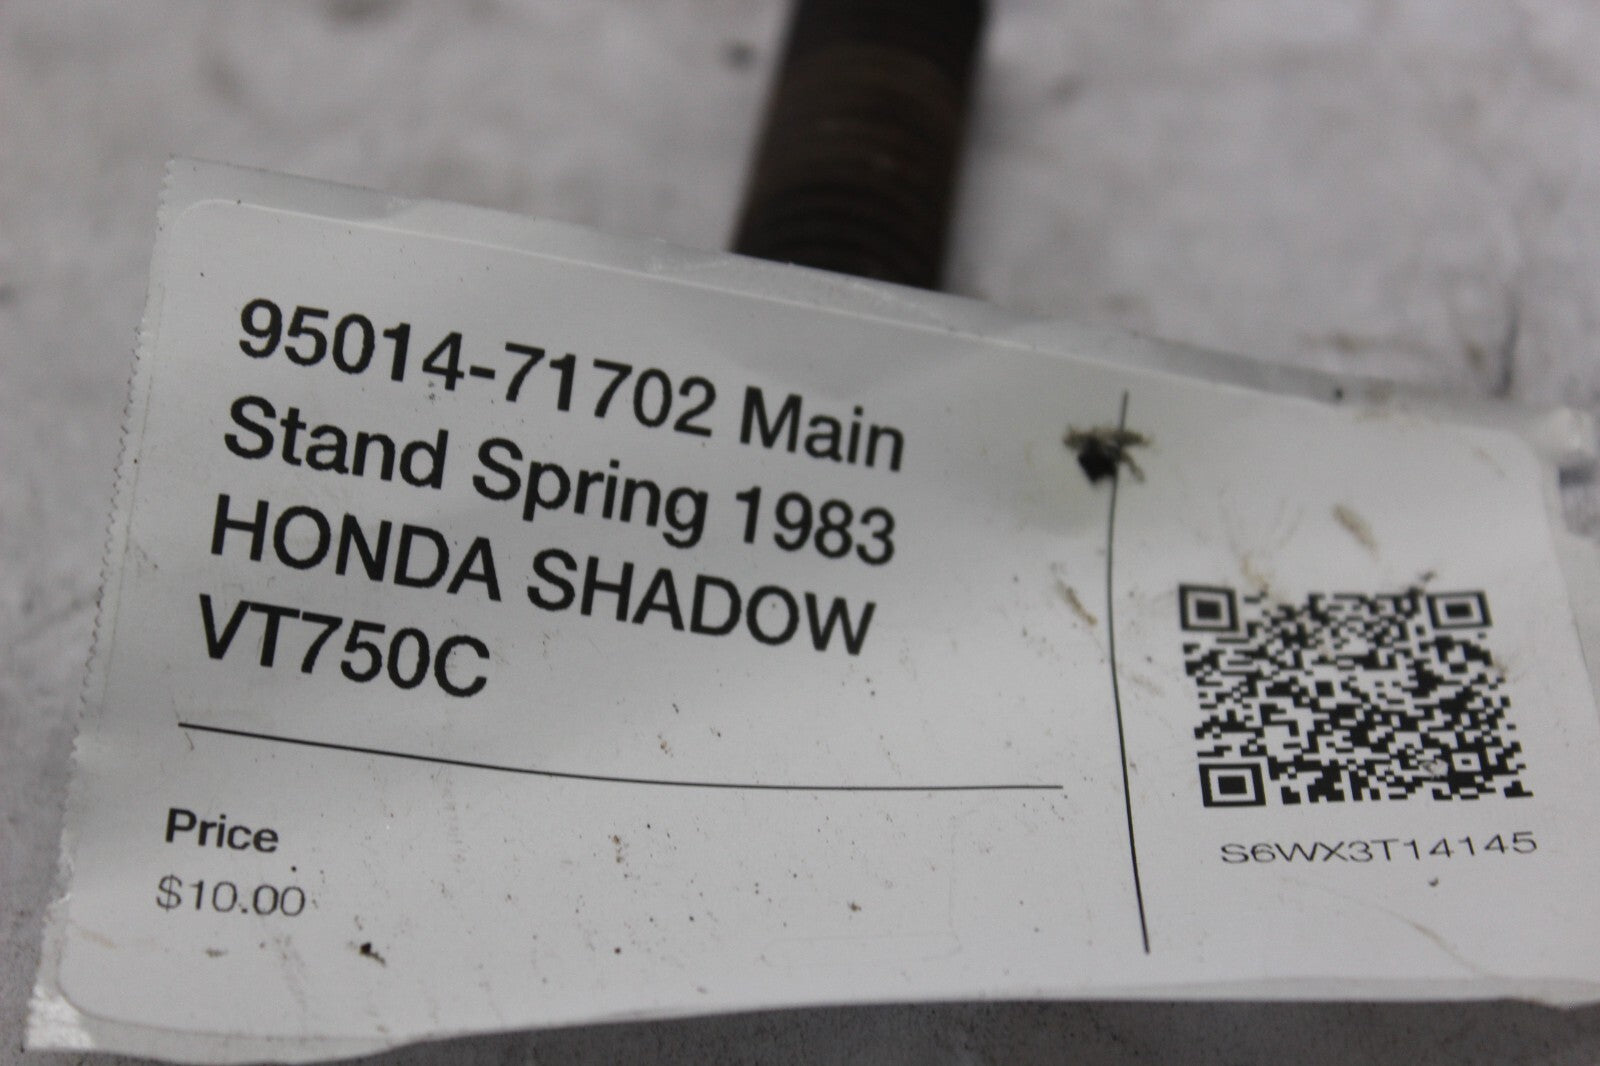 95014-71702 Main
Stand Spring 1983
HONDA SHADOW
VT750C
Price
$10.00
S6WX3T14145